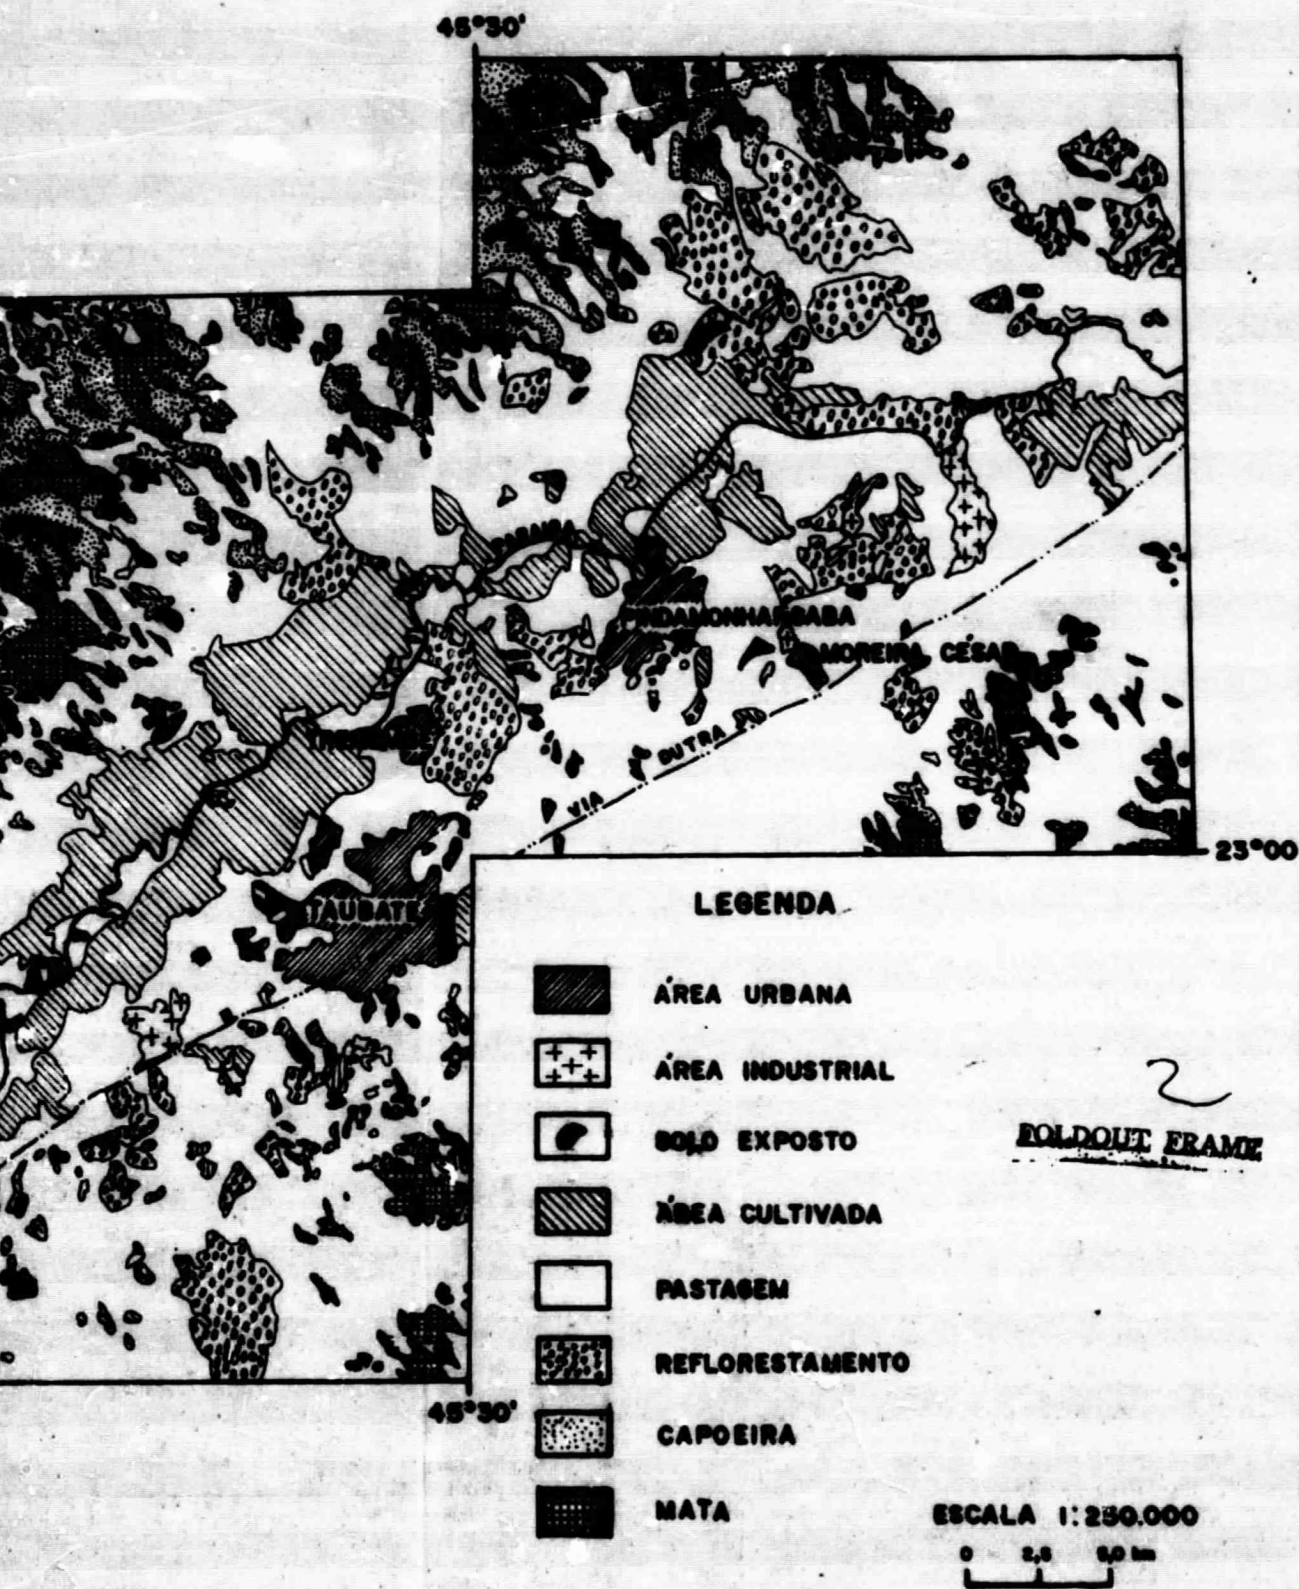 45°30'
PARAIBA
PINDAMONHANGABA
MOREIRA CÉSAR
VIA DUTRA
TAUBATÉ
23°00
LEGENDA
ÁREA URBANA
ÁREA INDUSTRIAL
SOLO EXPOSTO
ÁREA CULTIVADA
PASTAGEM
REFLORESTAMENTO
CAPOEIRA
MATA
2
FOLDOUT FRAME
45°30'
ESCALA 1:250.000
0 2,5 5,0 km